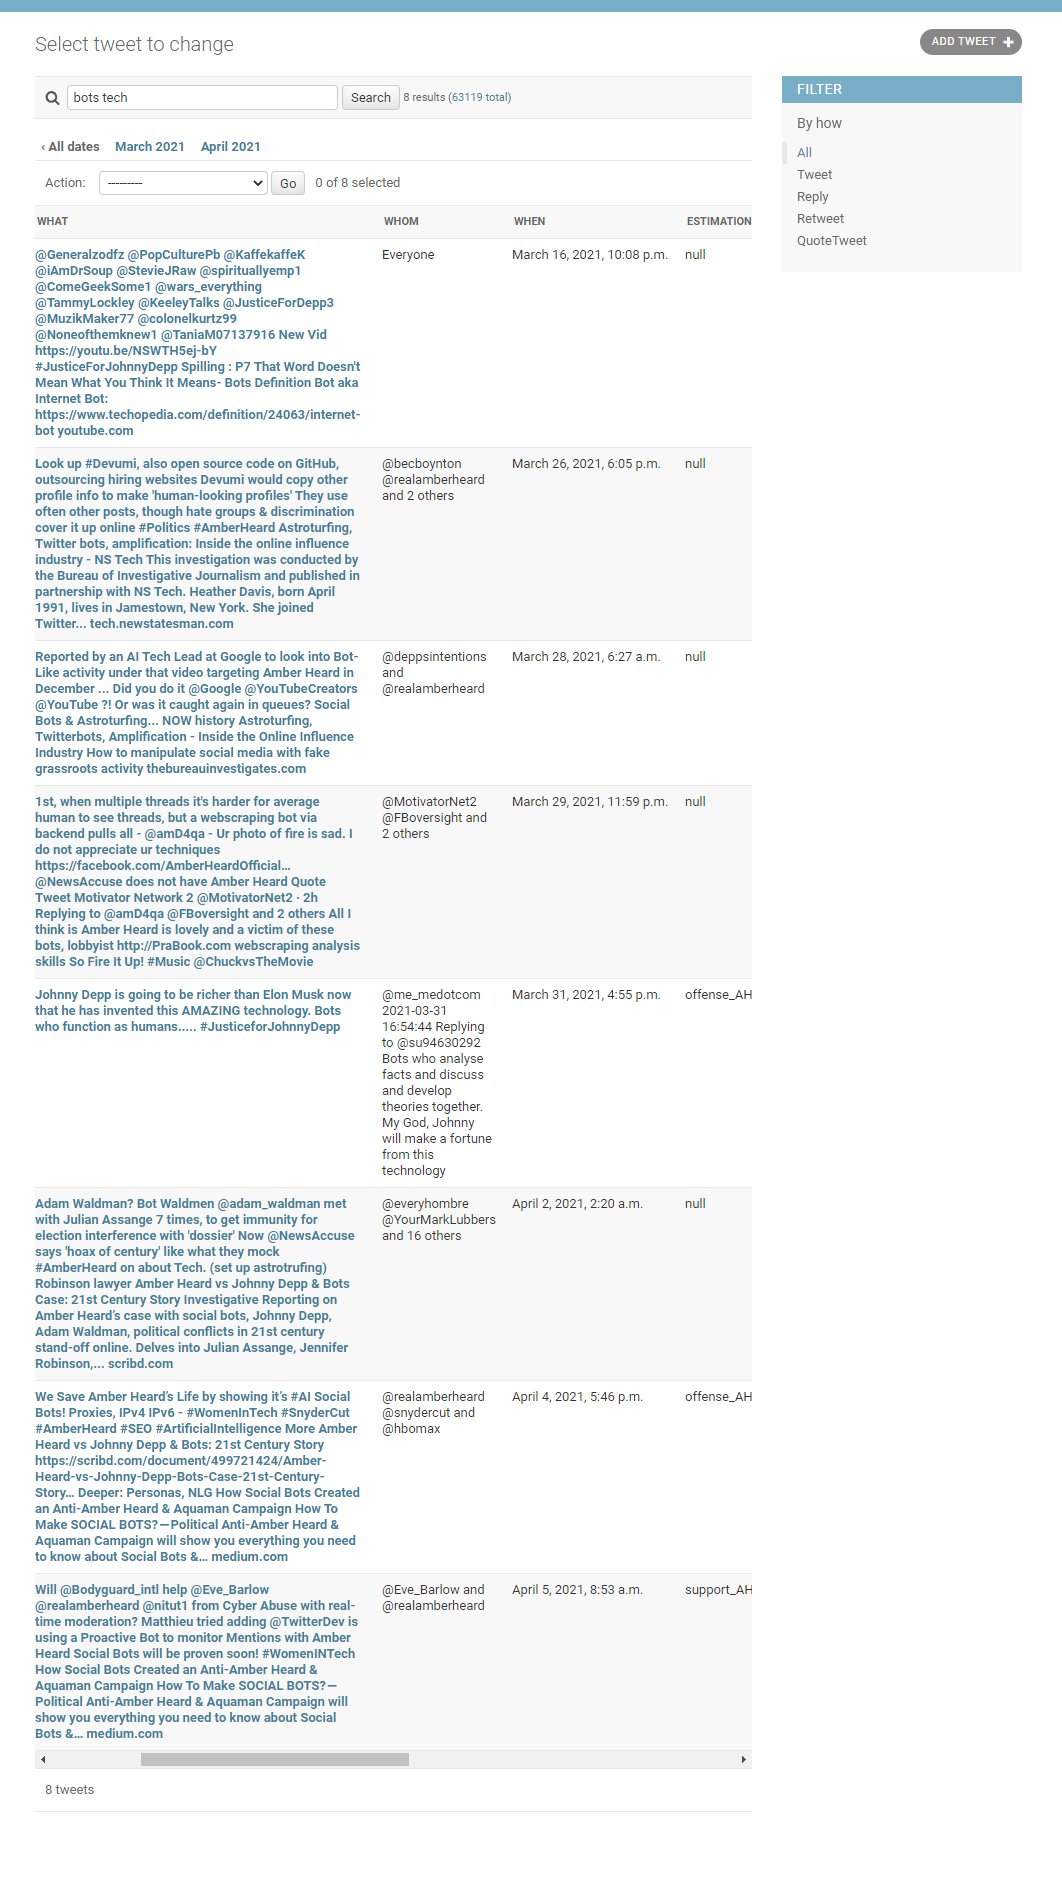 Select tweet to change
ADD TWEET
bots tech
Search
8 results (63119 total)
FILTER
By how
All
Tweet
Reply
Retweet
QuoteTweet
‹ All dates March 2021 April 2021
Action: --------- Go 0 of 8 selected
WHAT WHOM WHEN ESTIMATION
@Generalzodfz @PopCulturePb @KaffekaffeK
@iAmDrSoup @StevieJRaw @spirituallyemp1
@ComeGeekSome1 @wars_everything
@TammyLockley @KeeleyTalks @JusticeForDepp3
@MuzikMaker77 @colonelkurtz99
@Noneofthemknew1 @TaniaM07137916 New Vid
https://youtu.be/NSWTH5ej-bY
#JusticeForJohnnyDepp Spilling : P7 That Word Doesn't
Mean What You Think It Means- Bots Definition Bot aka
Internet Bot:
https://www.techopedia.com/definition/24063/internet-
bot youtube.com
Everyone
March 16, 2021, 10:08 p.m.
null
Look up #Devumi, also open source code on GitHub,
outsourcing hiring websites Devumi would copy other
profile info to make 'human-looking profiles' They use
often other posts, though hate groups & discrimination
cover it up online #Politics #AmberHeard Astroturfing,
Twitter bots, amplification: Inside the online influence
industry - NS Tech This investigation was conducted by
the Bureau of Investigative Journalism and published in
partnership with NS Tech. Heather Davis, born April
1991, lives in Jamestown, New York. She joined
Twitter... tech.newstatesman.com
@becboynton
@realamberheard
and 2 others
March 26, 2021, 6:05 p.m.
null
Reported by an AI Tech Lead at Google to look into Bot-
Like activity under that video targeting Amber Heard in
December ... Did you do it @Google @YouTubeCreators
@YouTube ?! Or was it caught again in queues? Social
Bots & Astroturfing... NOW history Astroturfing,
Twitterbots, Amplification - Inside the Online Influence
Industry How to manipulate social media with fake
grassroots activity thebureauinvestigates.com
@deppsintentions
and
@realamberheard
March 28, 2021, 6:27 a.m.
null
1st, when multiple threads it's harder for average
human to see threads, but a webscraping bot via
backend pulls all - @amD4qa - Ur photo of fire is sad. I
do not appreciate ur techniques
https://facebook.com/AmberHeardOfficial…
@NewsAccuse does not have Amber Heard Quote
Tweet Motivator Network 2 @MotivatorNet2 · 2h
Replying to @amD4qa @FBoversight and 2 others All I
think is Amber Heard is lovely and a victim of these
bots, lobbyist http://PraBook.com webscraping analysis
skills So Fire It Up! #Music @ChuckvsTheMovie
@MotivatorNet2
@FBoversight and
2 others
March 29, 2021, 11:59 p.m.
null
Johnny Depp is going to be richer than Elon Musk now
that he has invented this AMAZING technology. Bots
who function as humans..... #JusticeforJohnnyDepp
@me_medotcom
2021-03-31
16:54:44 Replying
to @su94630292
Bots who analyse
facts and discuss
and develop
theories together.
My God, Johnny
will make a fortune
from this
technology
March 31, 2021, 4:55 p.m.
offense_AH
Adam Waldman? Bot Waldmen @adam_waldman met
with Julian Assange 7 times, to get immunity for
election interference with 'dossier' Now @NewsAccuse
says 'hoax of century' like what they mock
#AmberHeard on about Tech. (set up astrotrufing)
Robinson lawyer Amber Heard vs Johnny Depp & Bots
Case: 21st Century Story Investigative Reporting on
Amber Heard’s case with social bots, Johnny Depp,
Adam Waldman, political conflicts in 21st century
stand-off online. Delves into Julian Assange, Jennifer
Robinson,... scribd.com
@everyhombre
@YourMarkLubbers
and 16 others
April 2, 2021, 2:20 a.m.
null
We Save Amber Heard’s Life by showing it’s #AI Social
Bots! Proxies, IPv4 IPv6 - #WomenInTech #SnyderCut
#AmberHeard #SEO #ArtificialIntelligence More Amber
Heard vs Johnny Depp & Bots: 21st Century Story
https://scribd.com/document/499721424/Amber-
Heard-vs-Johnny-Depp-Bots-Case-21st-Century-
Story… Deeper: Personas, NLG How Social Bots Created
an Anti-Amber Heard & Aquaman Campaign How To
Make SOCIAL BOTS?—Political Anti-Amber Heard &
Aquaman Campaign will show you everything you need
to know about Social Bots &… medium.com
@realamberheard
@snydercut and
@hbomax
April 4, 2021, 5:46 p.m.
offense_AH
Will @Bodyguard_intl help @Eve_Barlow
@realamberheard @nitut1 from Cyber Abuse with real-
time moderation? Matthieu tried adding @TwitterDev is
using a Proactive Bot to monitor Mentions with Amber
Heard Social Bots will be proven soon! #WomenINTech
How Social Bots Created an Anti-Amber Heard &
Aquaman Campaign How To Make SOCIAL BOTS?—
Political Anti-Amber Heard & Aquaman Campaign will
show you everything you need to know about Social
Bots &… medium.com
@Eve_Barlow and
@realamberheard
April 5, 2021, 8:53 a.m.
support_AH
8 tweets